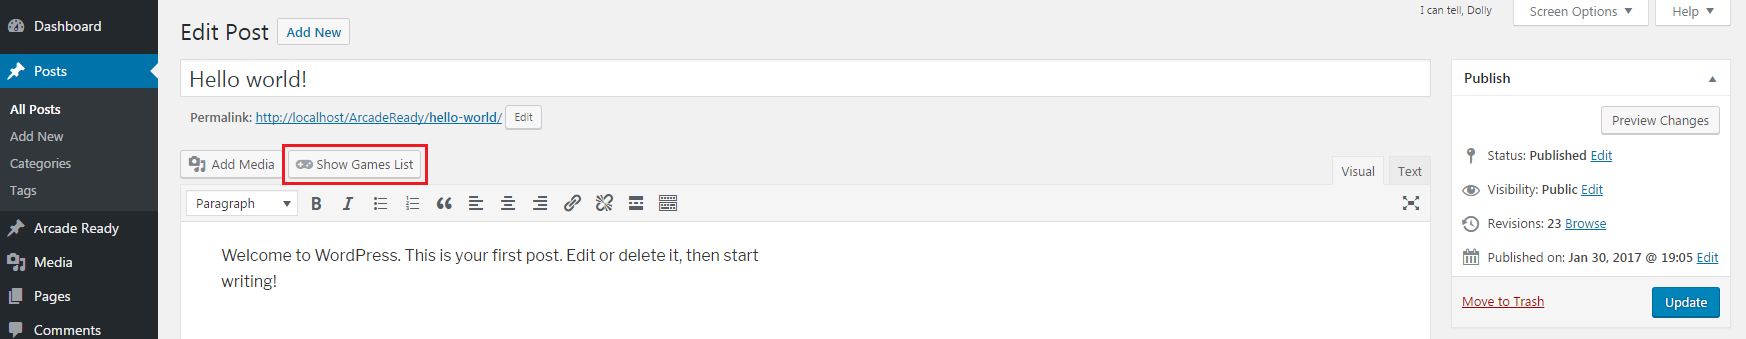 Dashboard
Posts
All Posts
Add New
Categories
Tags
Arcade Ready
Media
Pages
Comments
I can tell, Dolly
Screen Options
Help
Edit Post
Add New
Hello world!
Permalink: http://localhost/ArcadeReady/hello-world/ Edit
Add Media
Show Games List
Visual
Text
Paragraph
B I
Welcome to WordPress. This is your first post. Edit or delete it, then start
writing!
Publish
Preview Changes
Status: Published Edit
Visibility: Public Edit
Revisions: 23 Browse
Published on: Jan 30, 2017 @ 19:05 Edit
Move to Trash
Update